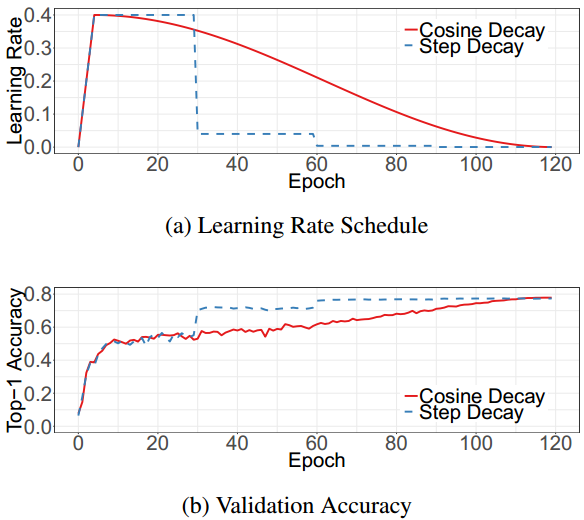 Learning Rate
0.4
0.3
0.2
0.1
0.0
Cosine Decay
Step Decay
0 20 40 60 80 100 120
Epoch
(a) Learning Rate Schedule
Top−1 Accuracy
0.8
0.6
0.4
0.2
0.0
Cosine Decay
Step Decay
0 20 40 60 80 100 120
Epoch
(b) Validation Accuracy